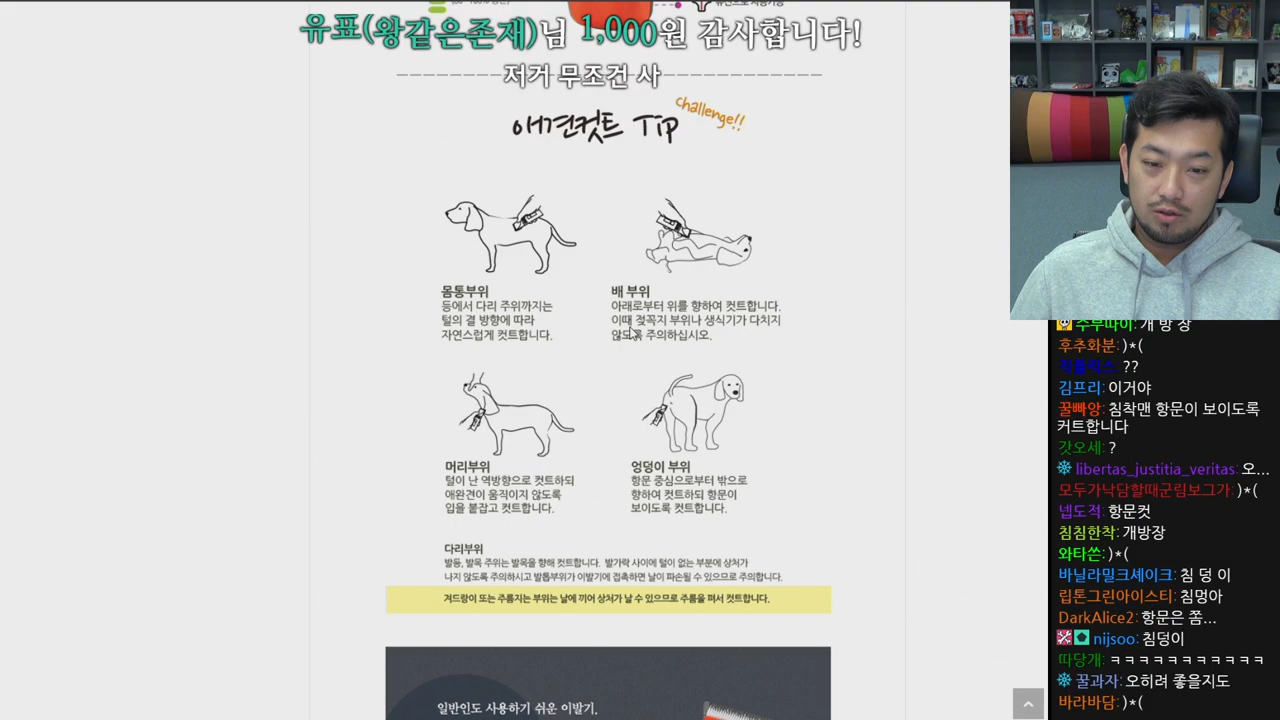 유표(왕같은존재)님 1,000원 감사합니다!
저거 무조건 사
애견컷트 Tip challenge!!
몸통부위
등에서 다리 주위까지는
털의 결 방향에 따라
자연스럽게 컷트합니다.
배 부위
아래로부터 위를 향하여 컷트합니다.
이때 젖꼭지 부위나 생식기가 다치지
않도록 주의하십시오.
머리부위
털이 난 역방향으로 컷트하되
애완견이 움직이지 않도록
입을 붙잡고 컷트합니다.
엉덩이 부위
항문 중심으로부터 밖으로
향하여 컷트하되 항문이
보이도록 컷트합니다.
다리부위
발등, 발목 주위는 발목을 향해 컷트합니다. 발가락 사이에 털이 없는 부분에 상처가
나지 않도록 주의하시고 발톱부위가 이발기에 접촉하면 날이 파손될 수 있으므로 주의합니다.
겨드랑이 또는 주름지는 부위는 날에 끼어 상처가 날 수 있으므로 주름을 펴서 컷트합니다.
일반인도 사용하기 쉬운 이발기.
개 방 장
후추화분: )*(
??
김프리: 이거야
꿀빠앙: 침착맨 항문이 보이도록
커트합니다
갓오세: ?
libertas_justitia_veritas: 오...
모두가낙담할때군림보그가: )*(
넵도적: 항문컷
침침한착: 개방장
와타쓴: )*(
바닐라밀크셰이크: 침 덩 이
립톤그린아이스티: 침멍아
DarkAlice2: 항문은 쫌...
nijsoo: 침덩이
따당개: ㅋㅋㅋㅋㅋㅋㅋㅋㅋㅋㅋ
꿀과자: 오히려 좋을지도
바라바담: )*(